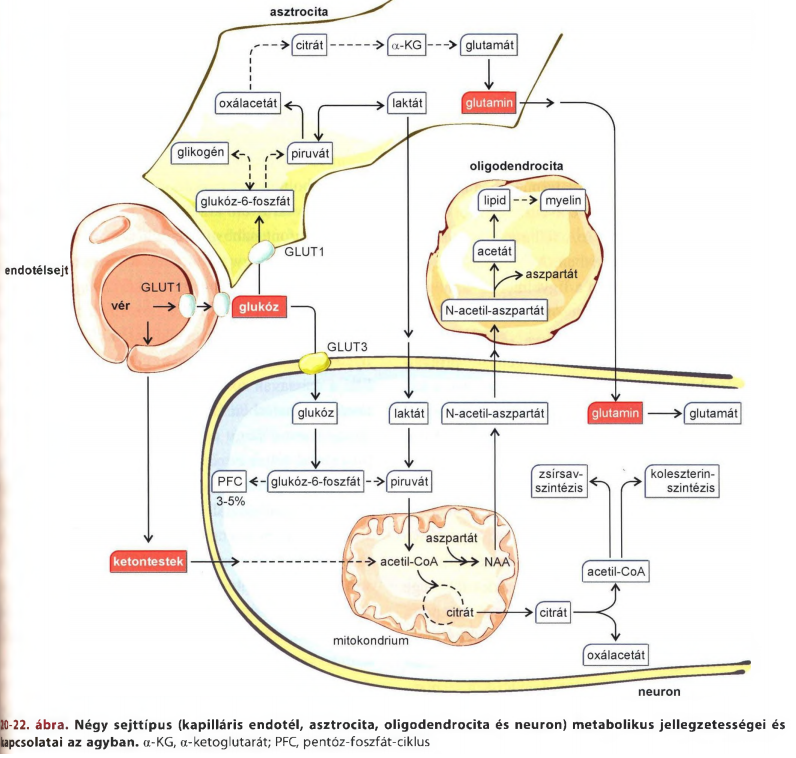 asztrocita
citrát
α-KG
glutamát
oxálacetát
laktát
glutamin
glikogén
piruvát
oligodendrocita
lipid
myelin
glukóz-6-foszfát
acetát
GLUT1
aszpartát
endotélsejt
GLUT1
vér
glukóz
N-acetil-aszpartát
GLUT3
glukóz
laktát
N-acetil-aszpartát
glutamin
glutamát
PFC
3-5%
glukóz-6-foszfát
piruvát
zsírsav-
szintézis
koleszterin-
szintézis
aszpartát
ketontestek
acetil-CoA
NAA
acetil-CoA
citrát
citrát
mitokondrium
oxálacetát
neuron
20-22. ábra. Négy sejttípus (kapilláris endotél, asztrocita, oligodendrocita és neuron) metabolikus jellegzetességei és
kapcsolatai az agyban. α-KG, α-ketoglutarát; PFC, pentóz-foszfát-ciklus